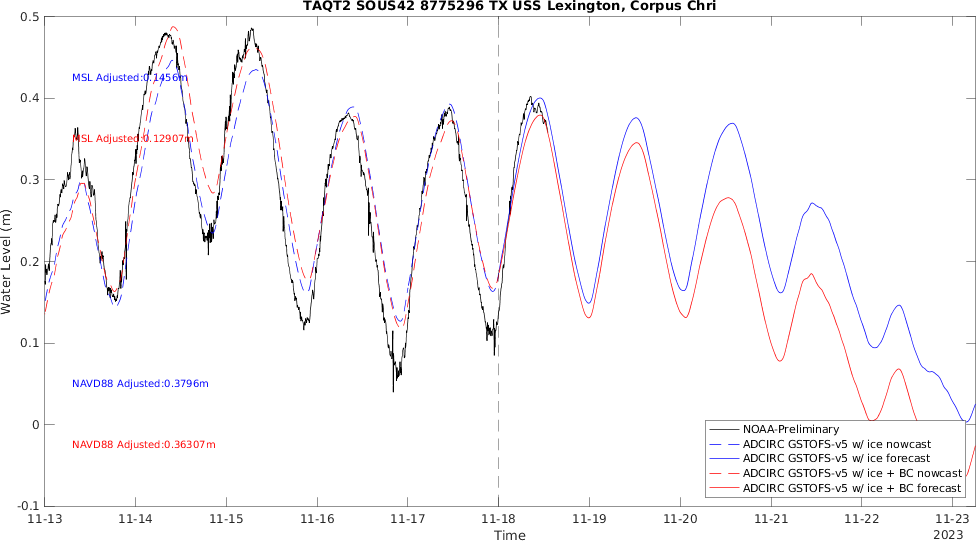 TAQT2 SOUS42 8775296 TX USS Lexington, Corpus Chri
0.5
0.4
0.3
0.2
0.1
0
-0.1
Water Level (m)
MSL Adjusted:0.1456m
MSL Adjusted:0.12907m
NAVD88 Adjusted:0.3796m
NAVD88 Adjusted:0.36307m
NOAA-Preliminary
ADCIRC GSTOFS-v5 w/ ice nowcast
ADCIRC GSTOFS-v5 w/ ice forecast
ADCIRC GSTOFS-v5 w/ ice + BC nowcast
ADCIRC GSTOFS-v5 w/ ice + BC forecast
11-13 11-14 11-15 11-16 11-17 11-18 11-19 11-20 11-21 11-22 11-23
Time
2023